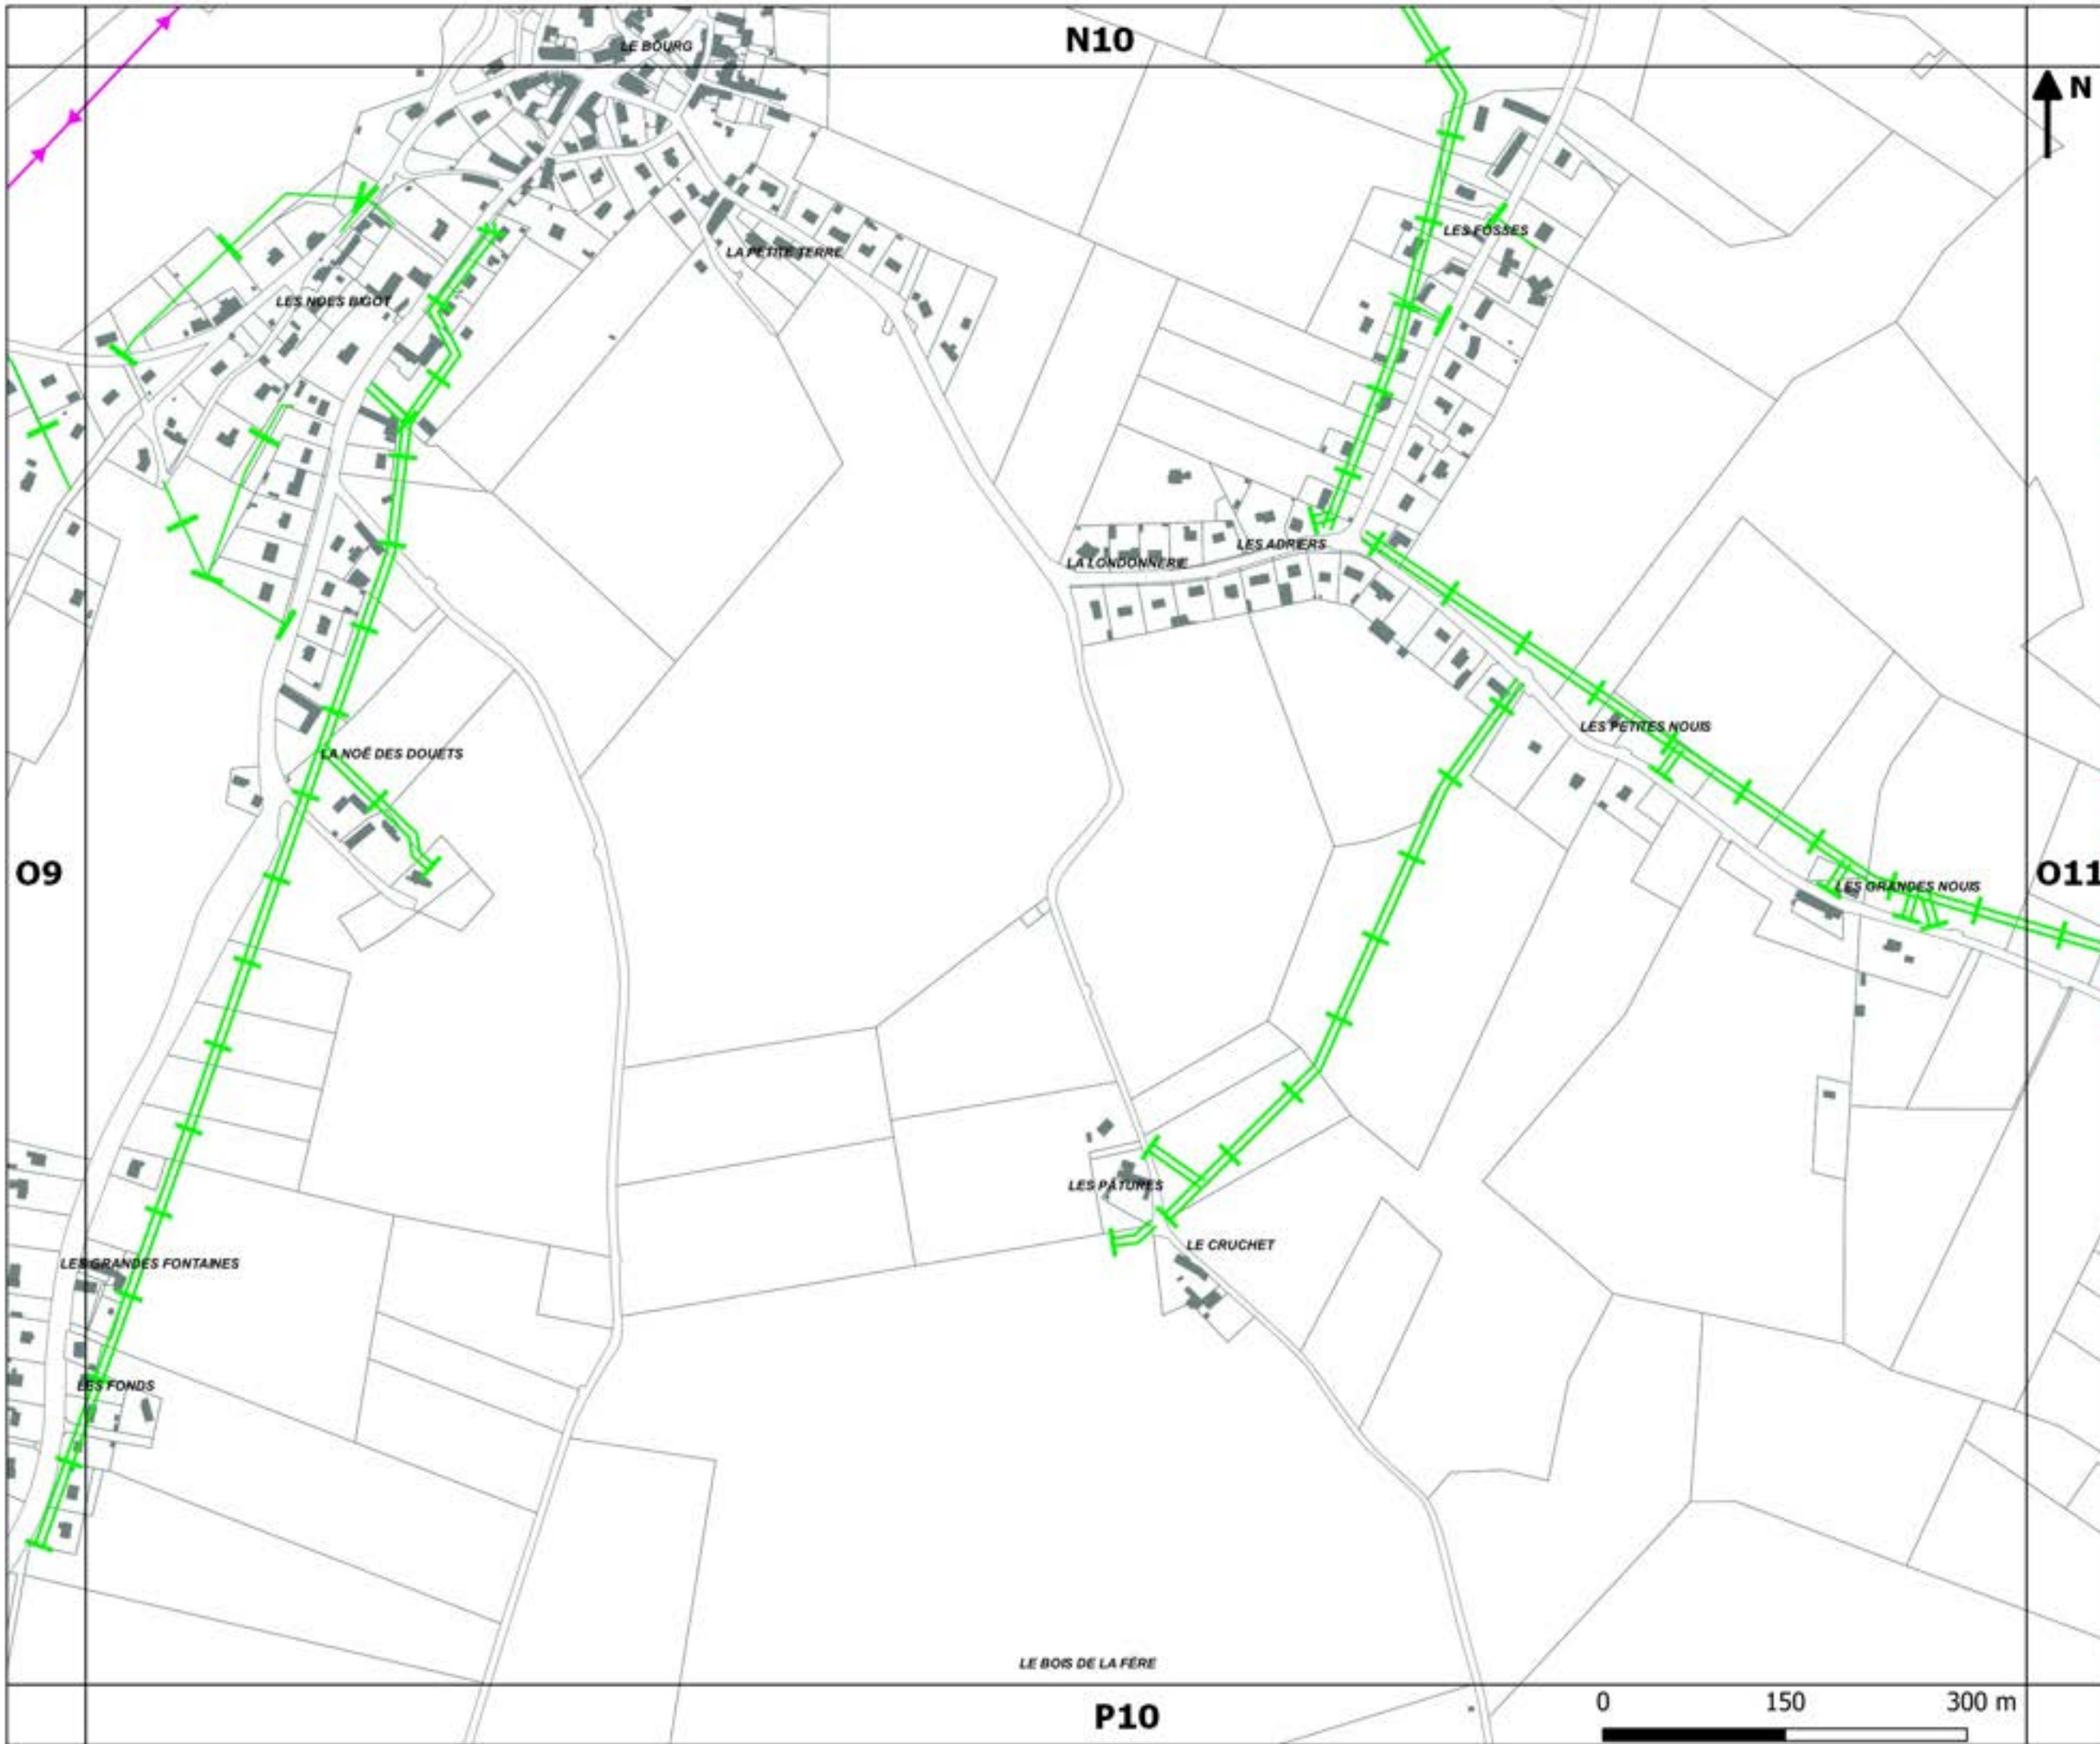 N10
LE BOURG
N
LES FOSSES
LA PETITE TERRE
LES NOES BIGOT
LES ADRIERS
LA LONDONNERIE
LES PETITES NOUIS
LA NOË DES DOUETS
O9
O11
LES GRANDES NOUIS
LES PÂTURES
LE CRUCHET
LES GRANDES FONTAINES
LES FONDS
LE BOIS DE LA FÉRE
0 150 300 m
P10